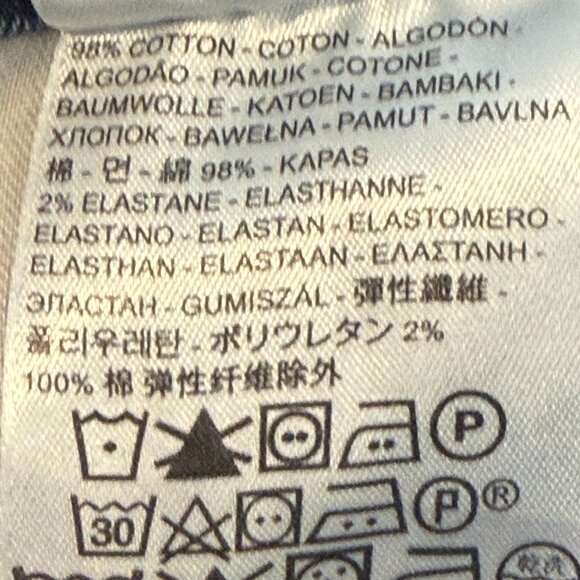 98% COTTON - COTON - ALGODÓN -
ALGODÃO - PAMUK - COTONE -
BAUMWOLLE - KATOEN - BAMBAKI -
ХЛОПОК - BAWEŁNA - PAMUT - BAVLNA
棉 - 면 - 綿 98% - KAPAS
2% ELASTANE - ELASTHANNE -
ELASTANO - ELASTAN - ELASTOMERO -
ELASTHAN - ELASTAAN - ΕΛΑΣΤΑΝΗ -
ЭЛАСТАН - GUMISZÁL - 彈性纖維 -
폴리우레탄 - ポリウレタン 2%
100% 棉 弹性纤维除外
P
30 P ®
乾洗